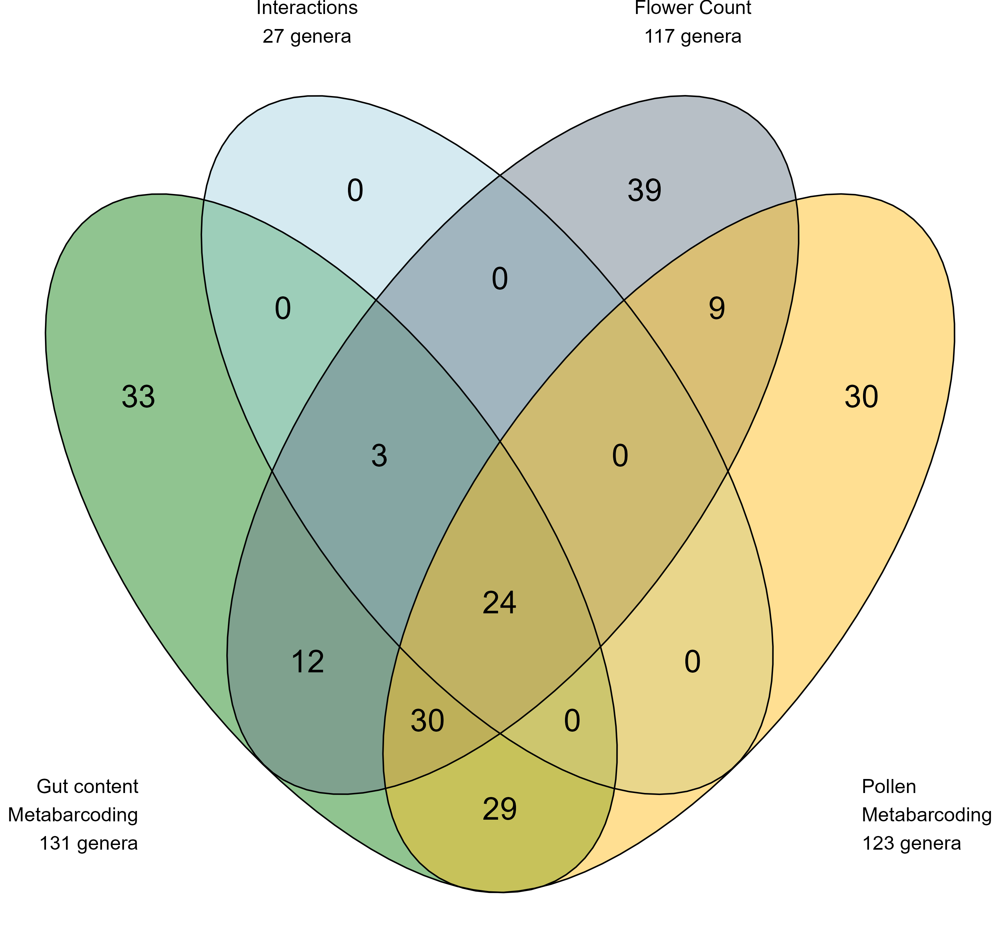 Interactions
27 genera
Flower Count
117 genera
0
39
0
0
9
33
30
3
0
24
12
0
30
0
29
Gut content
Metabarcoding
131 genera
Pollen
Metabarcoding
123 genera